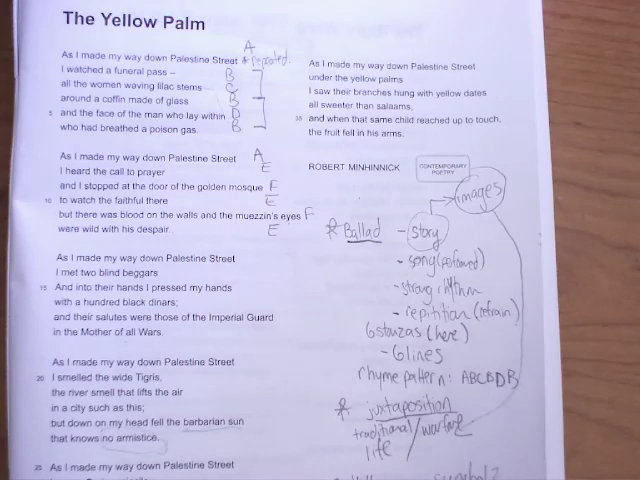 The Yellow Palm
A
As I made my way down Palestine Street * repeated.
I watched a funeral pass – B
all the women waving lilac stems C
around a coffin made of glass B
5 and the face of the man who lay within D
who had breathed a poison gas. B
As I made my way down Palestine Street A
I heard the call to prayer E
and I stopped at the door of the golden mosque F
10 to watch the faithful there E
but there was blood on the walls and the muezzin's eyes F
were wild with his despair. E
As I made my way down Palestine Street
I met two blind beggars
15 And into their hands I pressed my hands
with a hundred black dinars;
and their salutes were those of the Imperial Guard
in the Mother of all Wars.
As I made my way down Palestine Street
20 I smelled the wide Tigris,
the river smell that lifts the air
in a city such as this;
but down on my head fell the barbarian sun
that knows no armistice.
25 As I made my way down Palestine Street
As I made my way down Palestine Street
under the yellow palms
I saw their branches hung with yellow dates
all sweeter than salaams,
35 and when that same child reached up to touch,
the fruit fell in his arms.
ROBERT MINHINNICK
CONTEMPORARY
POETRY
images
* Ballad - story
- song (peformed)
- strong rhythm
- repitition (refrain)
6 stanzas (here)
- 6 lines
rhyme pattern: ABCBDB
* juxtaposition
traditional / warfare
life